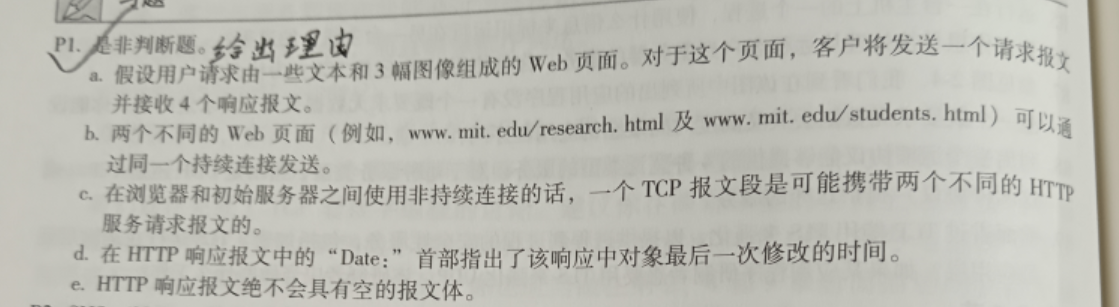 习题
P1. 是非判断题。给出理由
a. 假设用户请求由一些文本和 3 幅图像组成的 Web 页面。对于这个页面，客户将发送一个请求报文
并接收 4 个响应报文。
b. 两个不同的 Web 页面（例如，www. mit. edu/research. html 及 www. mit. edu/students. html）可以通
过同一个持续连接发送。
c. 在浏览器和初始服务器之间使用非持续连接的话，一个 TCP 报文段是可能携带两个不同的 HTTP
服务请求报文的。
d. 在 HTTP 响应报文中的“Date：”首部指出了该响应中对象最后一次修改的时间。
e. HTTP 响应报文绝不会具有空的报文体。